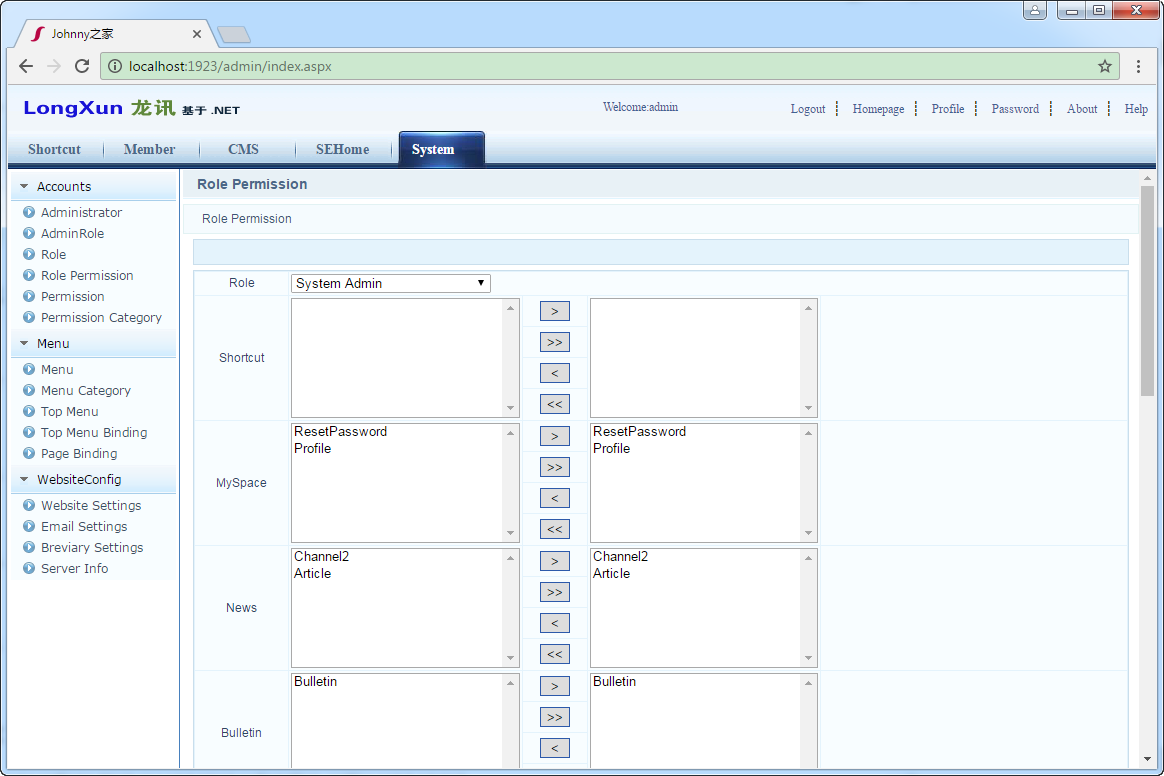 Johnny之家
localhost:1923/admin/index.aspx
LongXun 龙讯 基于 .NET
Welcome:admin
Logout Homepage Profile Password About Help
Shortcut Member CMS SEHome System
Accounts
Administrator
AdminRole
Role
Role Permission
Permission
Permission Category
Menu
Menu
Menu Category
Top Menu
Top Menu Binding
Page Binding
WebsiteConfig
Website Settings
Email Settings
Breviary Settings
Server Info
Role Permission
Role Permission
Role System Admin
Shortcut
>
>>
<
<<
MySpace
ResetPassword
Profile
>
>>
<
<<
ResetPassword
Profile
News
Channel2
Article
>
>>
<
<<
Channel2
Article
Bulletin
Bulletin
>
>>
<
Bulletin